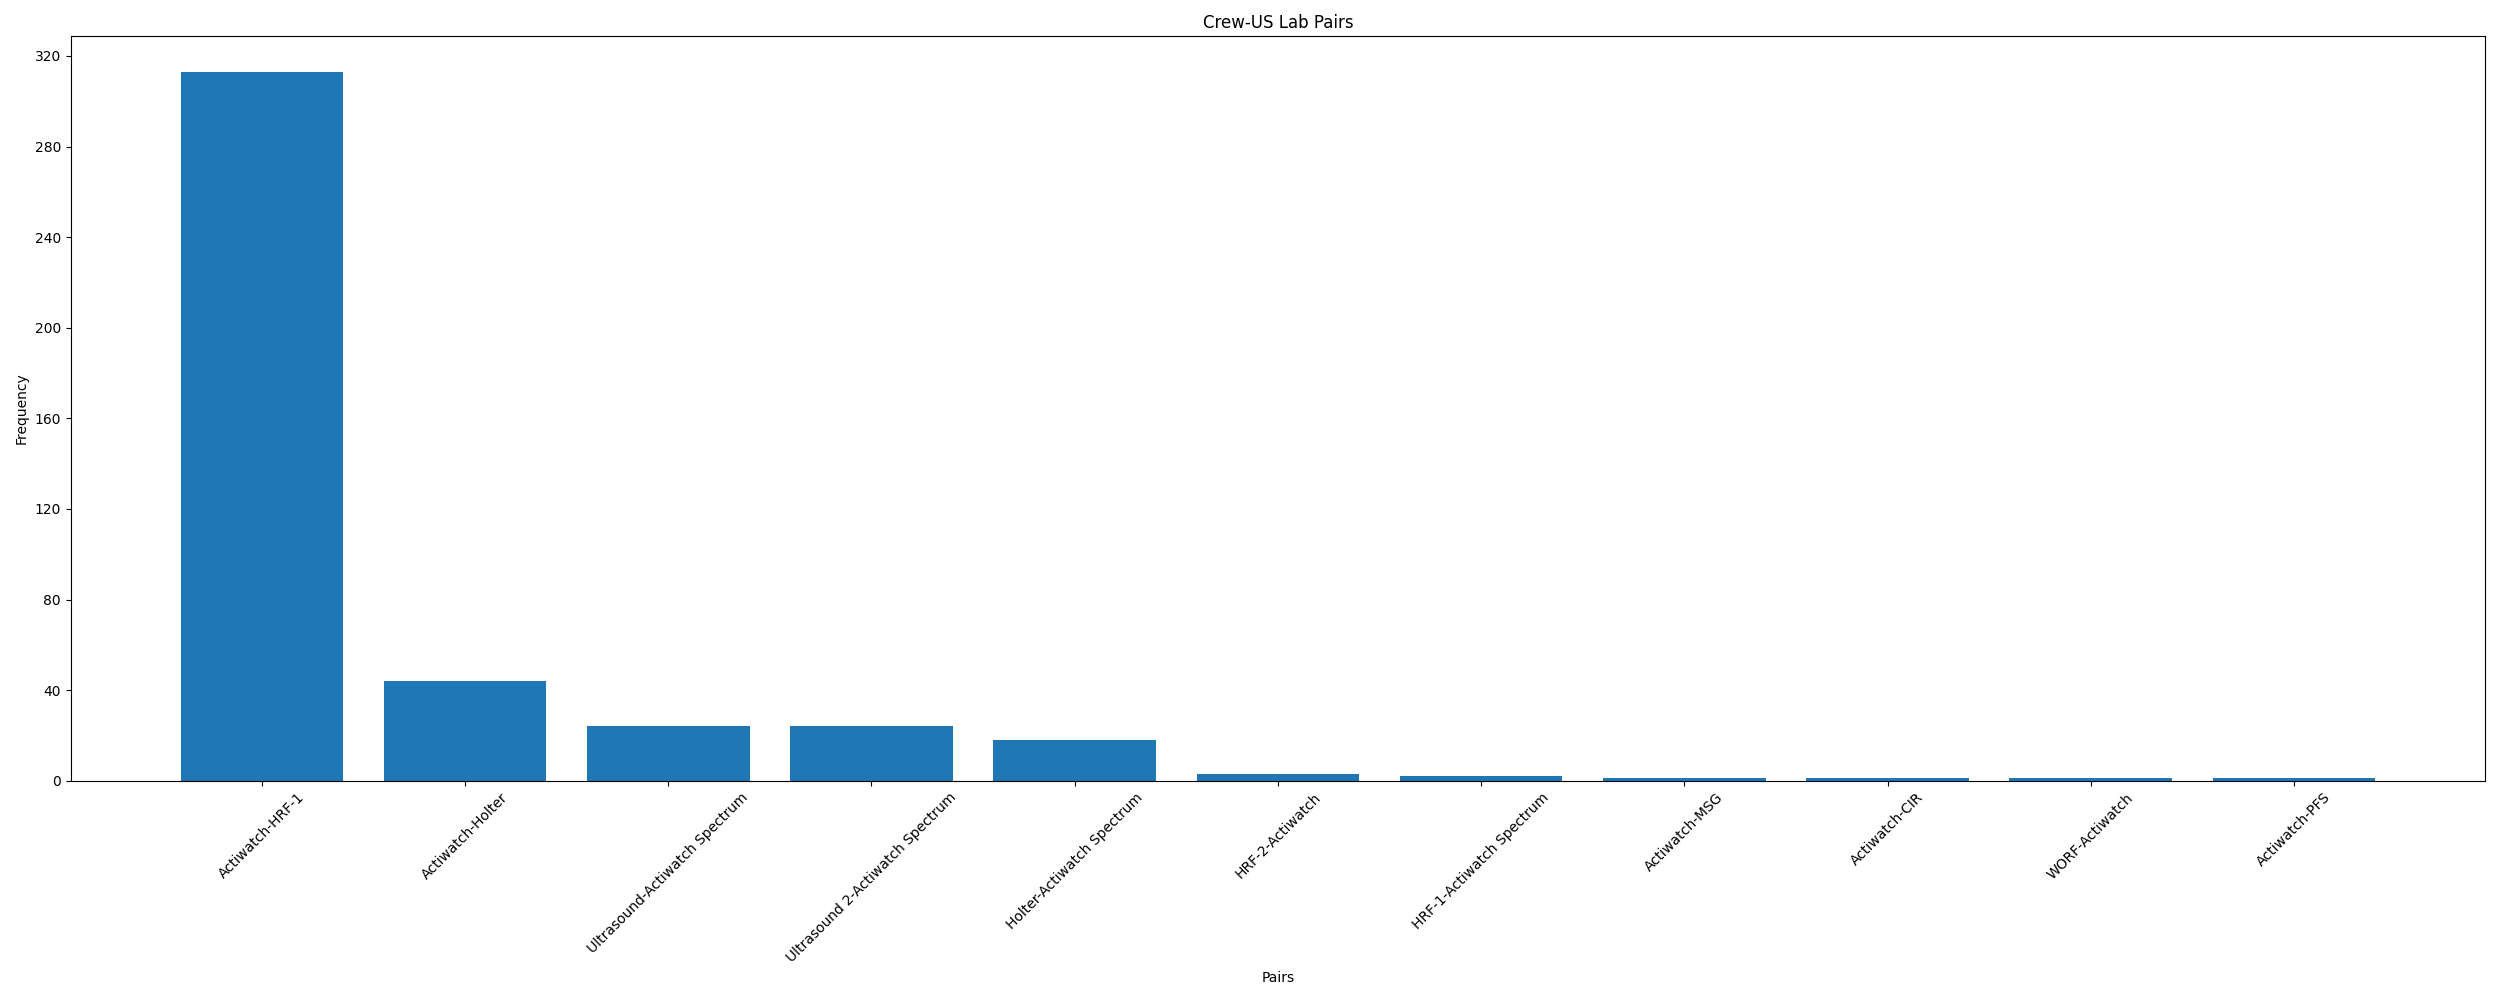 Crew-US Lab Pairs
320
280
240
200
160
120
80
40
0
Frequency
Actiwatch-HRF-1
Actiwatch-Holter
Ultrasound-Actiwatch Spectrum
Ultrasound 2-Actiwatch Spectrum
Holter-Actiwatch Spectrum
HRF-2-Actiwatch
HRF-1-Actiwatch Spectrum
Actiwatch-MSG
Actiwatch-CIR
WORF-Actiwatch
Actiwatch-PFS
Pairs